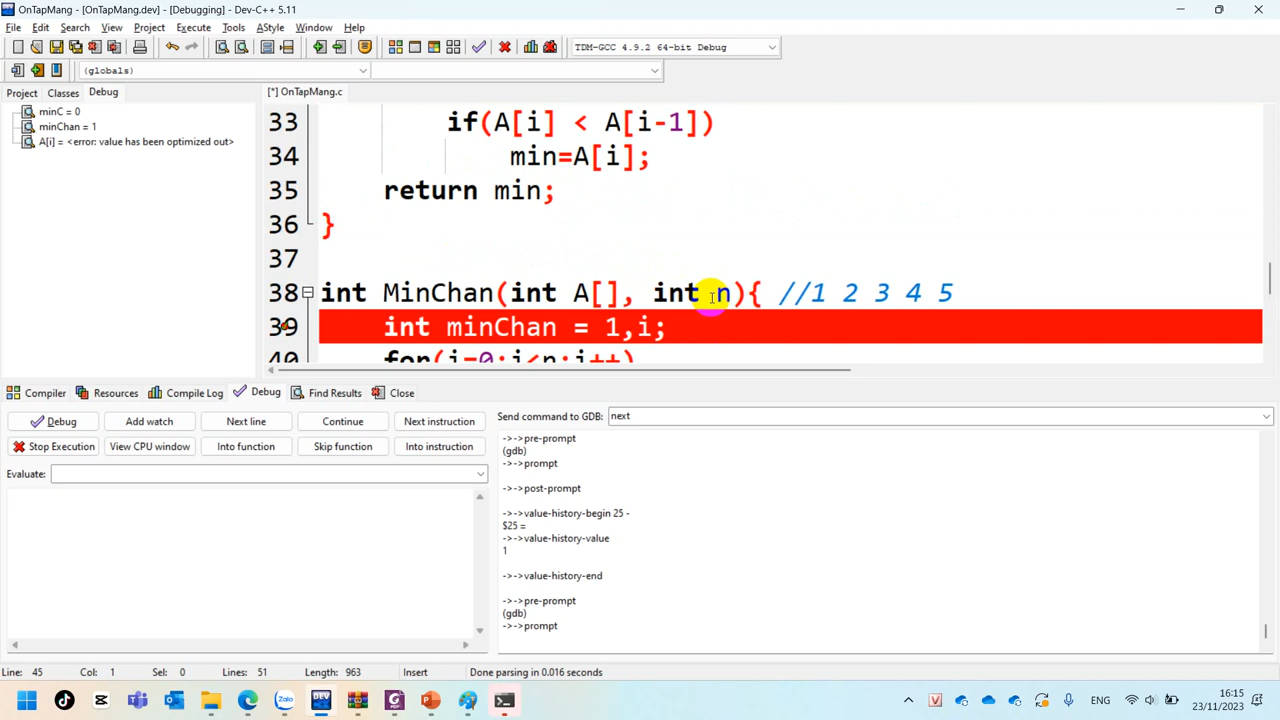 OnTapMang - [OnTapMang.dev] - [Debugging] - Dev-C++ 5.11
File Edit Search View Project Execute Tools AStyle Window Help
TDM-GCC 4.9.2 64-bit Debug
(globals)
Project Classes Debug
[*] OnTapMang.c
minC = 0
minChan = 1
A[i] = <error: value has been optimized out>
33 if(A[i] < A[i-1])
34 min=A[i];
35 return min;
36 }
37
38 int MinChan(int A[], int n){ //1 2 3 4 5
39 int minChan = 1,i;
40 for(i=0;i<n;i++)
Compiler Resources Compile Log Debug Find Results Close
Debug Add watch Next line Continue Next instruction
Send command to GDB: next
Stop Execution View CPU window Into function Skip function Into instruction
Evaluate:
->->pre-prompt
(gdb)
->->prompt
->->post-prompt
->->value-history-begin 25 -
$25 =
->->value-history-value
1
->->value-history-end
->->pre-prompt
(gdb)
->->prompt
Line: 45 Col: 1 Sel: 0 Lines: 51 Length: 963 Insert Done parsing in 0.016 seconds
Zalo DEV V ENG 16:15
23/11/2023